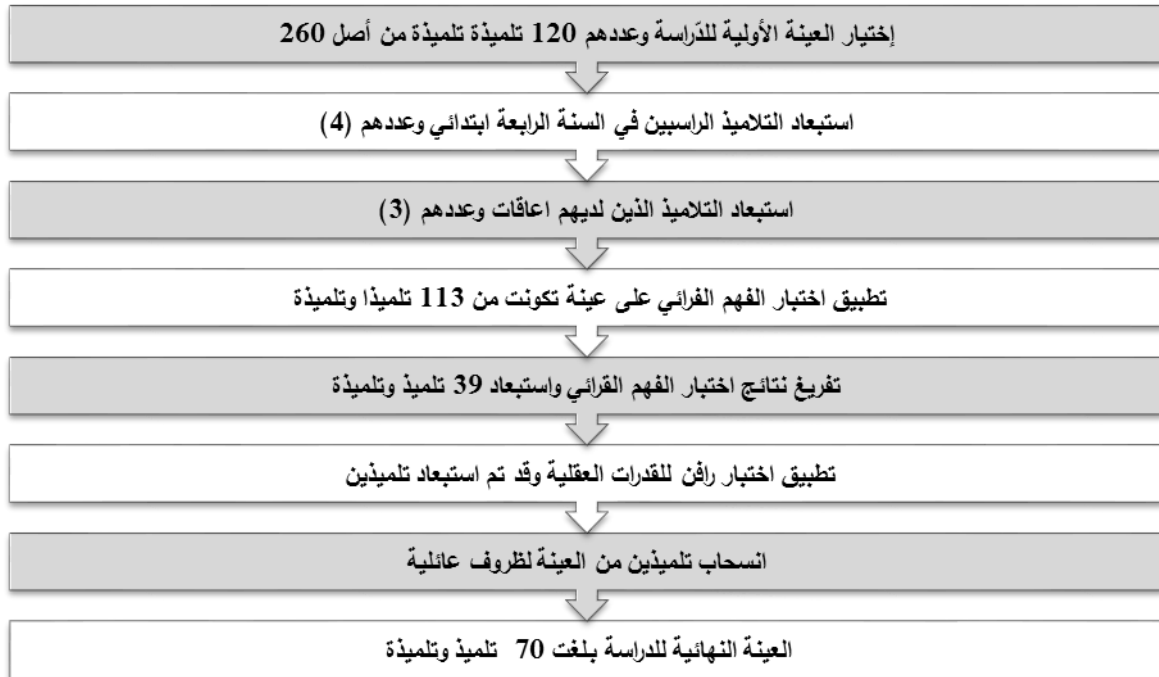 إختيار العينة الأولية للدّراسة وعددهم 120 تلميذة تلميذة من أصل 260
استبعاد التلاميذ الراسبين في السنة الرابعة ابتدائي وعددهم (4)
استبعاد التلاميذ الذين لديهم اعاقات وعددهم (3)
تطبيق اختبار الفهم الفرائي على عينة تكونت من 113 تلميذا وتلميذة
تفريغ نتائج اختبار الفهم القرائي واستبعاد 39 تلميذ وتلميذة
تطبيق اختبار رافن للقدرات العقلية وقد تم استبعاد تلميذين
انسحاب تلميذين من العينة لظروف عائلية
العينة النهائية للدراسة بلغت 70 تلميذ وتلميذة